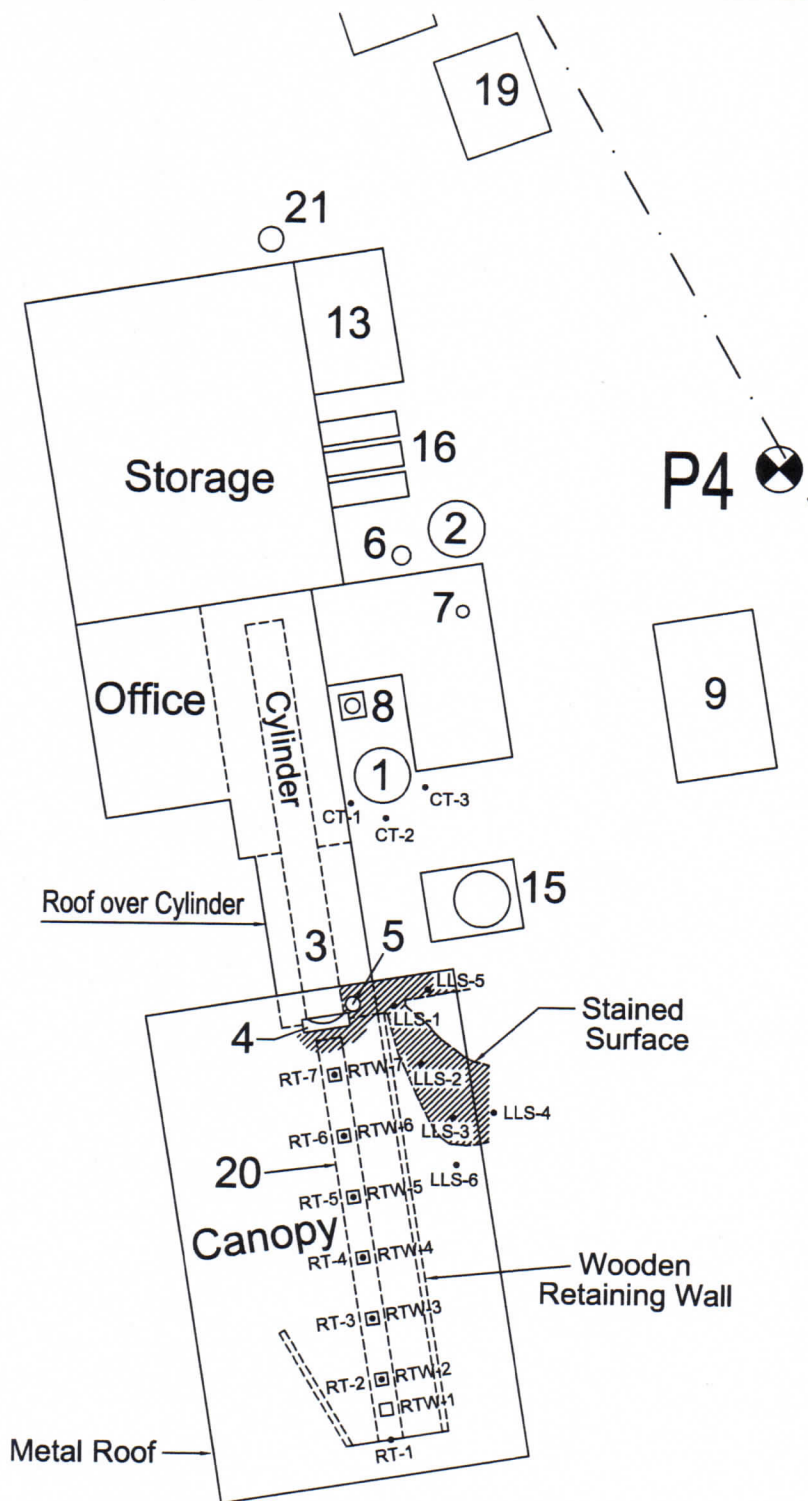 19
21
13
16
Storage
P4
2
6
7
Office
Cylinder
8
9
1
CT-3
CT-1
CT-2
15
Roof over Cylinder
3
5
LLS-5
LLS-1
Stained
Surface
4
RT-7
RTW-7
LLS-2
LLS-4
RT-6
RTW-6
LLS-3
20
LLS-6
RT-5
RTW-5
Canopy
RT-4
RTW-4
Wooden
Retaining Wall
RT-3
RTW-3
RT-2
RTW-2
RTW-1
Metal Roof
RT-1